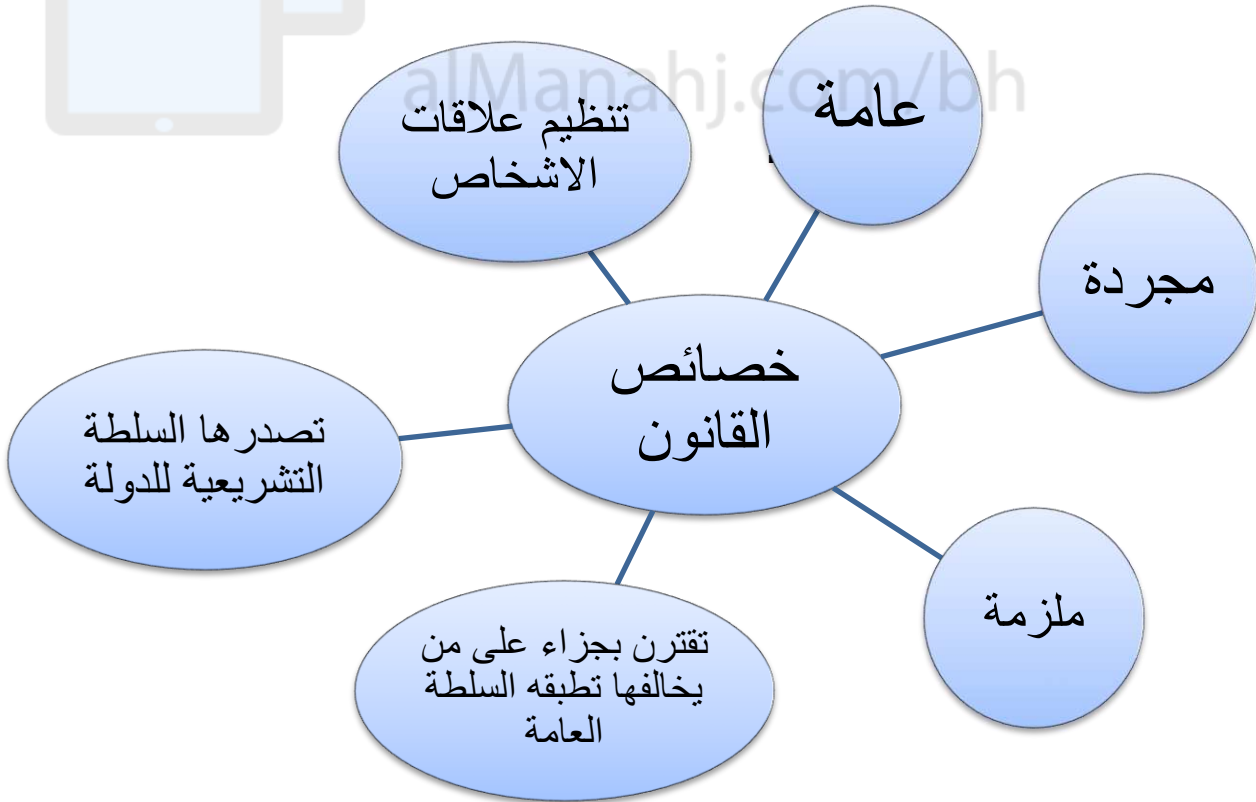 alManahj.com/bh
عامة
تنظيم علاقات
الاشخاص
مجردة
خصائص
القانون
تصدرها السلطة
التشريعية للدولة
ملزمة
تقترن بجزاء على من
يخالفها تطبقه السلطة
العامة